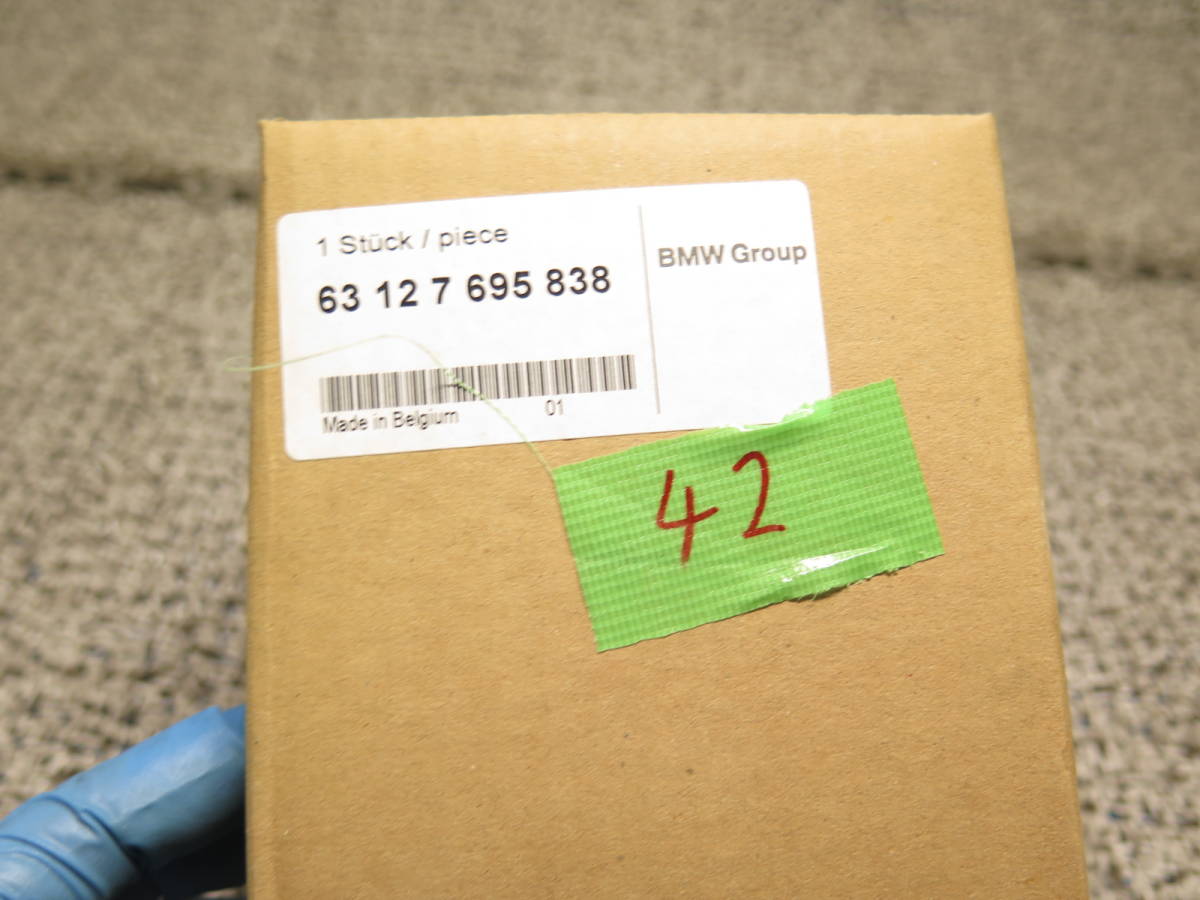 1 Stück / piece
63 12 7 695 838
BMW Group
Made in Belgium 01
42